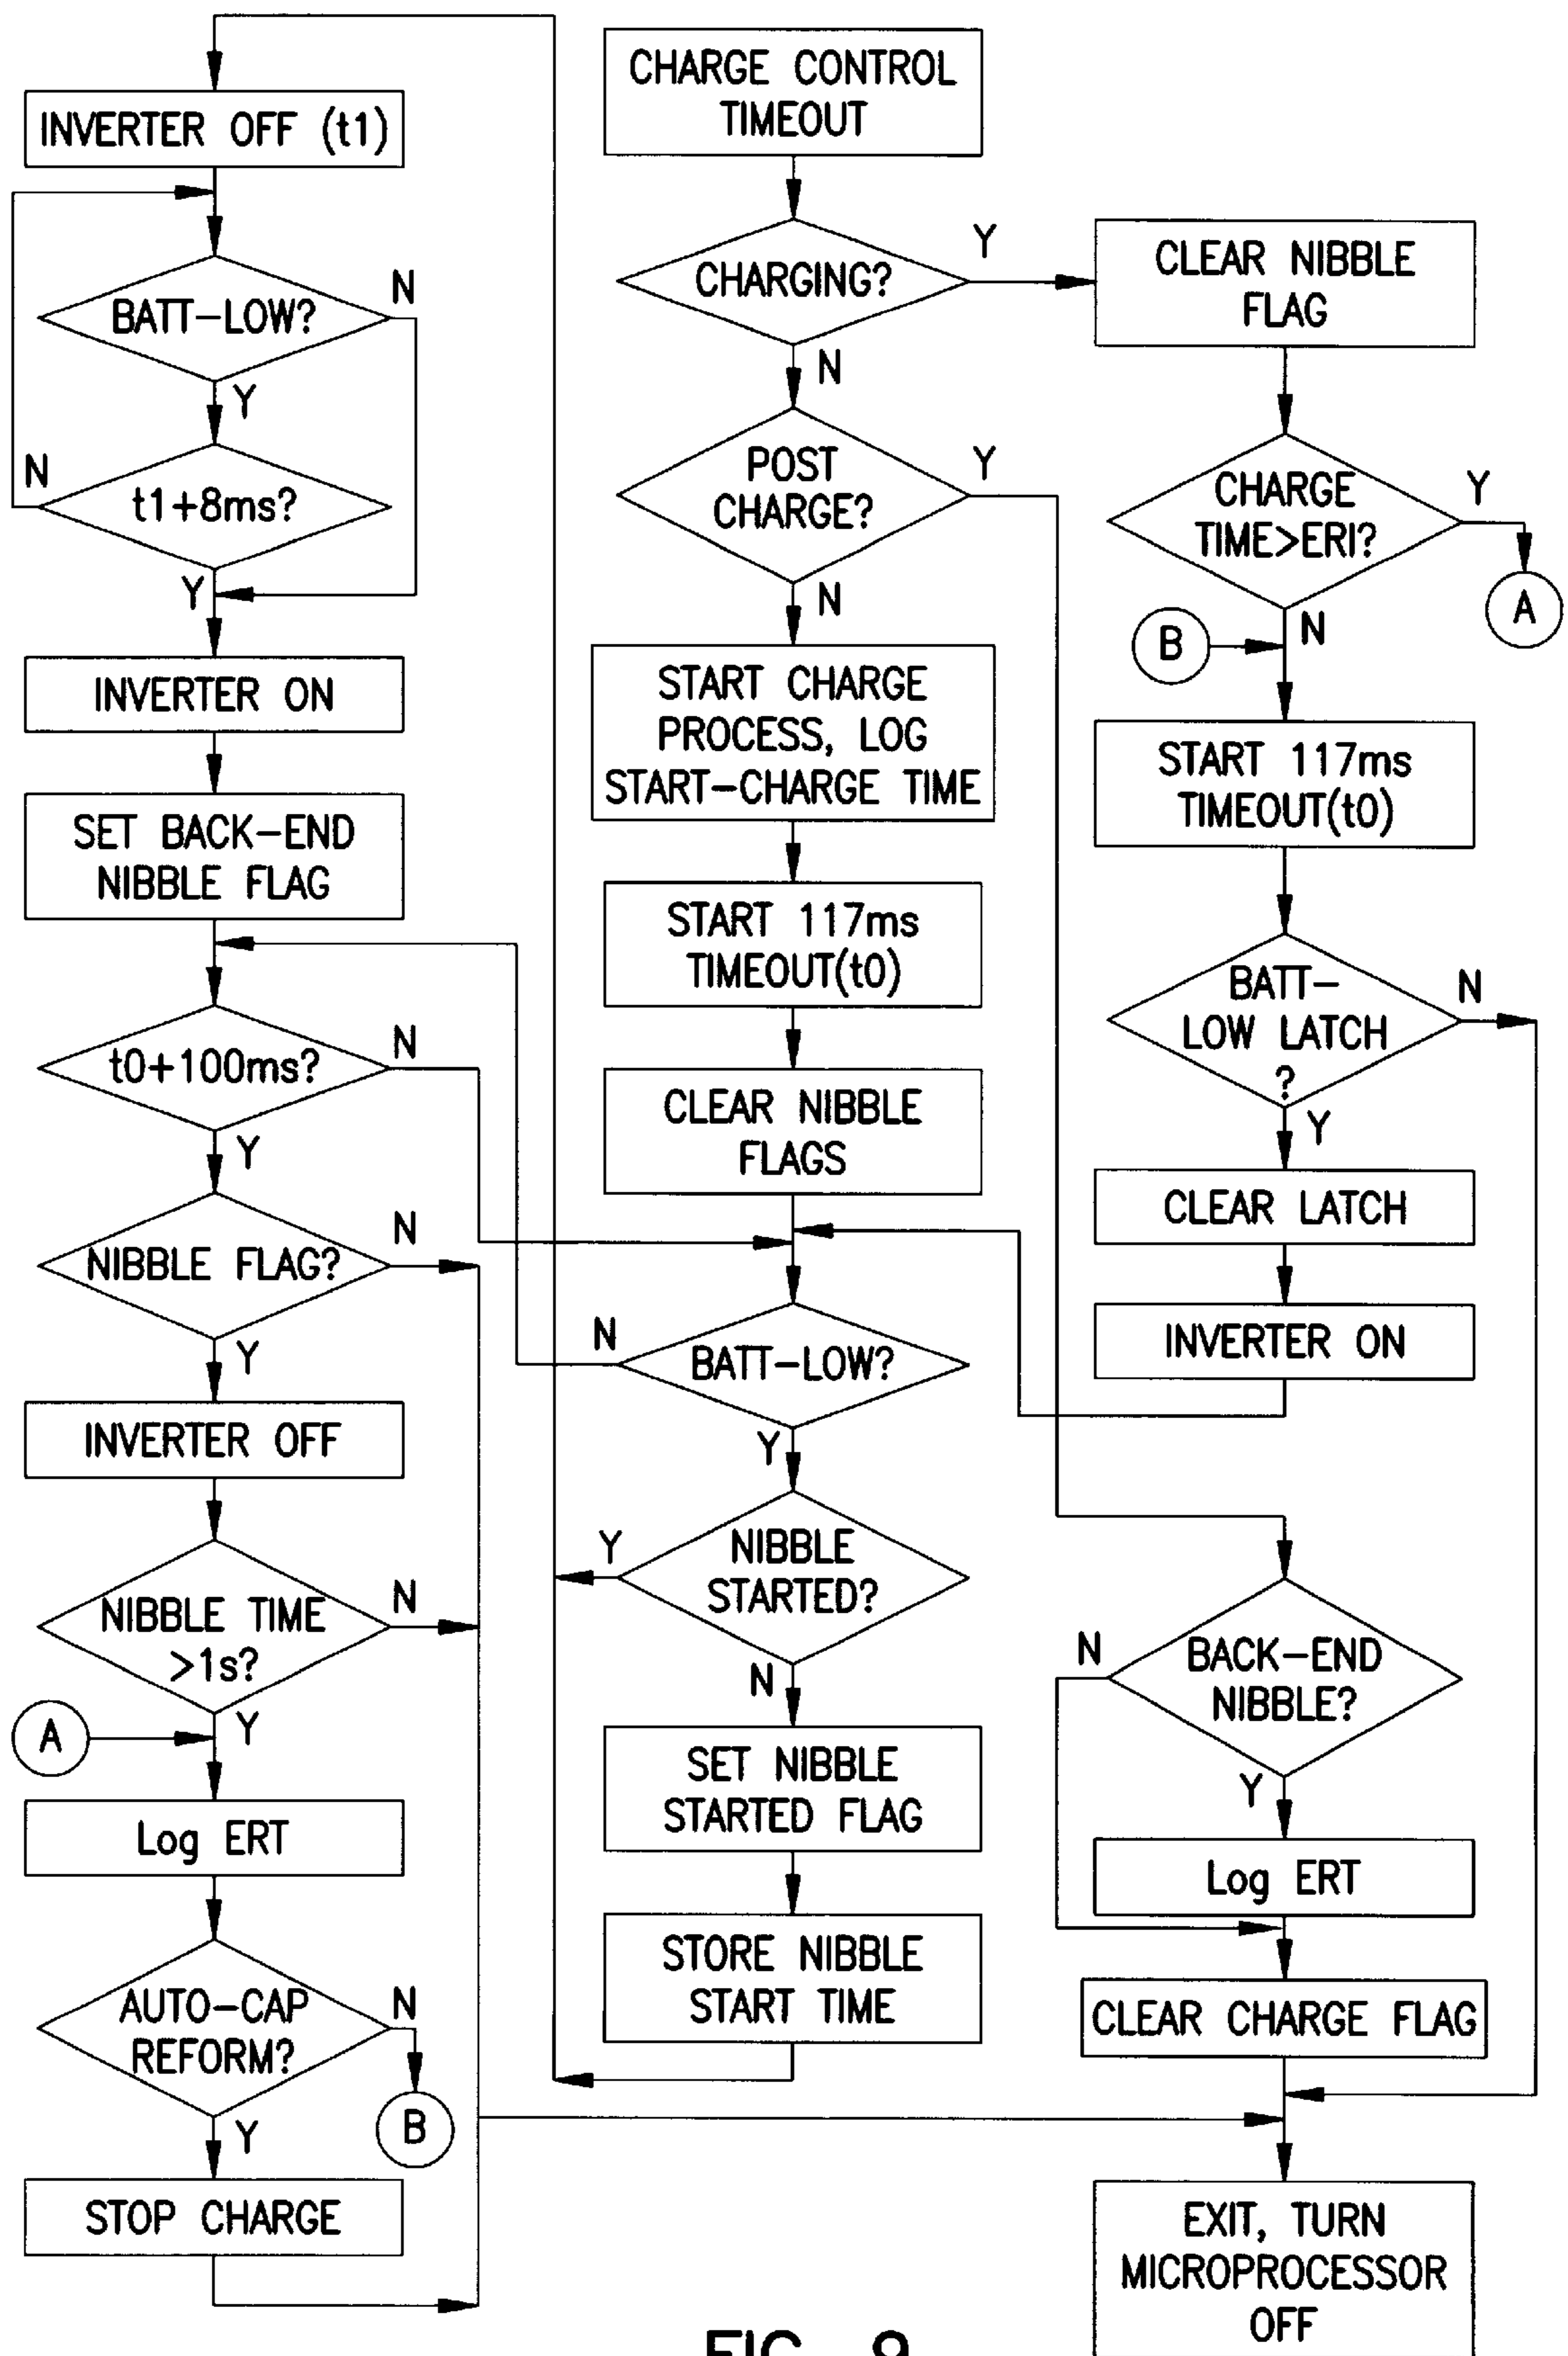 INVERTER OFF (t1)
BATT-LOW?
N
Y
t1+8ms?
N
Y
INVERTER ON
SET BACK-END
NIBBLE FLAG
t0+100ms?
N
Y
NIBBLE FLAG?
N
Y
INVERTER OFF
NIBBLE TIME
>1s?
N
Y
A
Log ERT
AUTO-CAP
REFORM?
N
B
Y
STOP CHARGE
CHARGE CONTROL
TIMEOUT
CHARGING?
Y
N
POST
CHARGE?
Y
N
START CHARGE
PROCESS, LOG
START-CHARGE TIME
START 117ms
TIMEOUT(t0)
CLEAR NIBBLE
FLAGS
BATT-LOW?
N
Y
NIBBLE
STARTED?
Y
N
SET NIBBLE
STARTED FLAG
STORE NIBBLE
START TIME
CLEAR NIBBLE
FLAG
CHARGE
TIME>ERI?
Y
A
N
B
START 117ms
TIMEOUT(t0)
BATT-
LOW LATCH
?
N
Y
CLEAR LATCH
INVERTER ON
BACK-END
NIBBLE?
N
Y
Log ERT
CLEAR CHARGE FLAG
EXIT, TURN
MICROPROCESSOR
OFF
FIG. 9